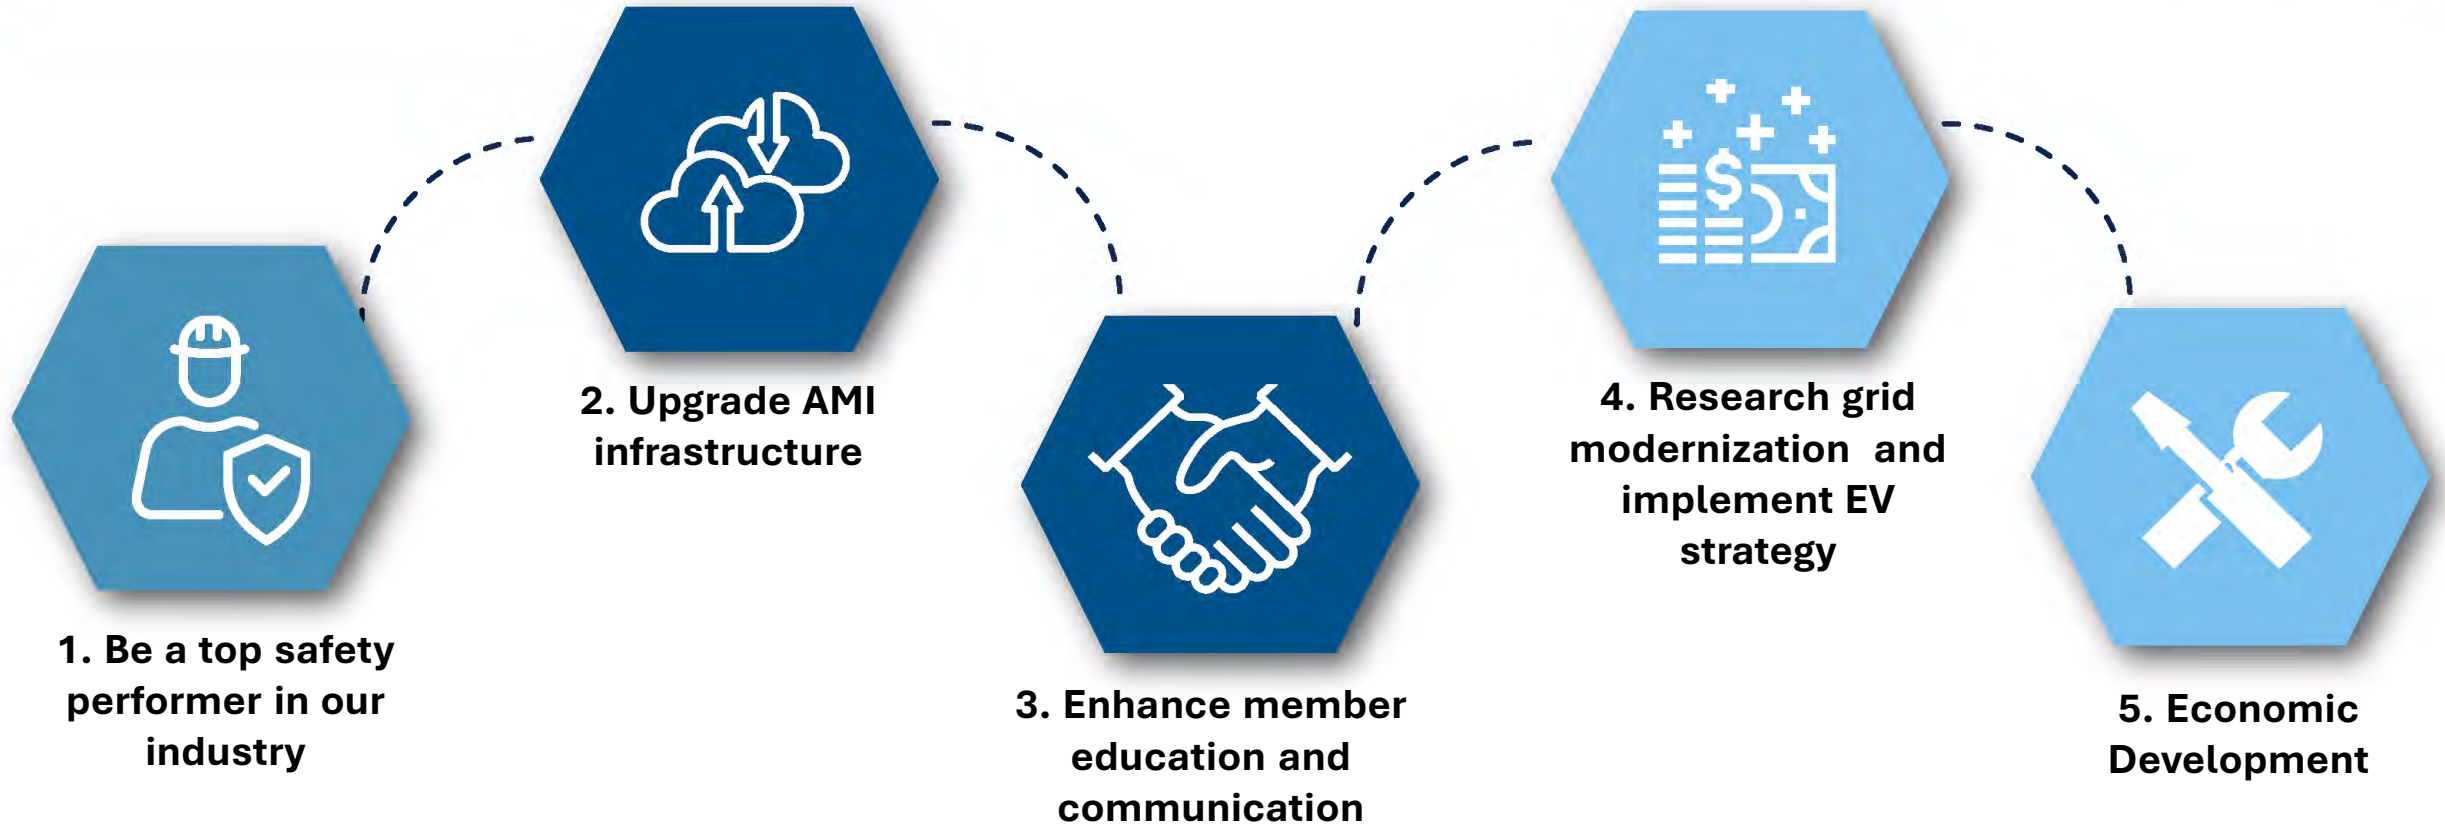 1. Be a top safety
performer in our
industry
2. Upgrade AMI
infrastructure
3. Enhance member
education and
communication
4. Research grid
modernization and
implement EV
strategy
5. Economic
Development